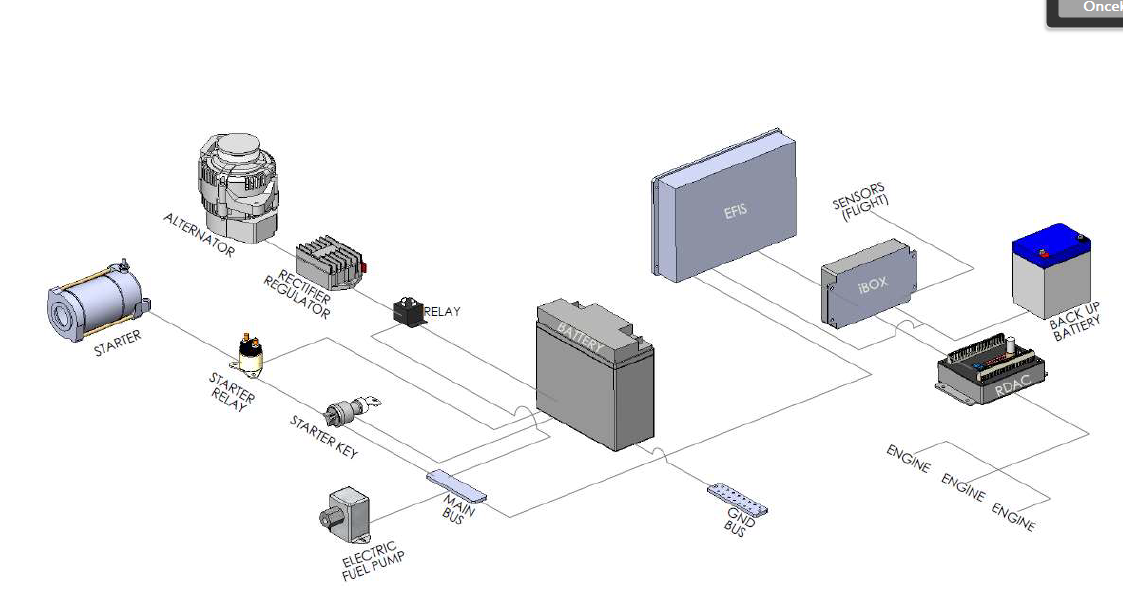 Oncek
EFIS
SENSORS
(FLIGHT)
ALTERNATOR
RECTIFIER
REGULATOR
iBOX
RELAY
BACK UP
BATTERY
BATTERY
STARTER
RDAC
STARTER
RELAY
STARTER KEY
ENGINE
ENGINE
ENGINE
MAIN
BUS
GND
BUS
ELECTRIC
FUEL PUMP